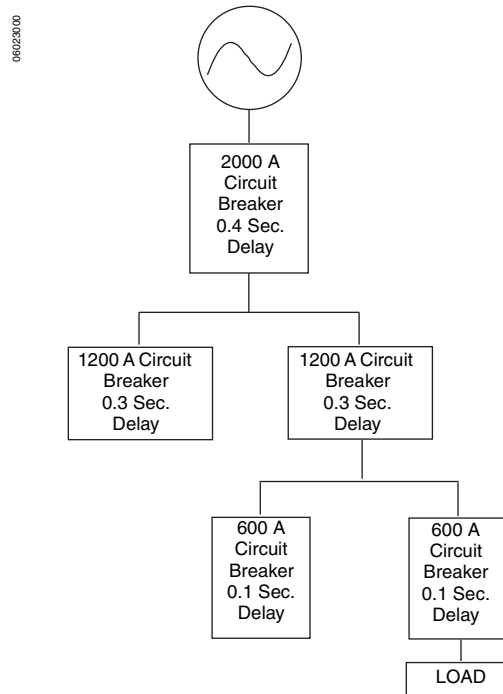 06023000
2000 A
Circuit
Breaker
0.4 Sec.
Delay
1200 A Circuit
Breaker
0.3 Sec.
Delay
1200 A Circuit
Breaker
0.3 Sec.
Delay
600 A
Circuit
Breaker
0.1 Sec.
Delay
600 A
Circuit
Breaker
0.1 Sec.
Delay
LOAD